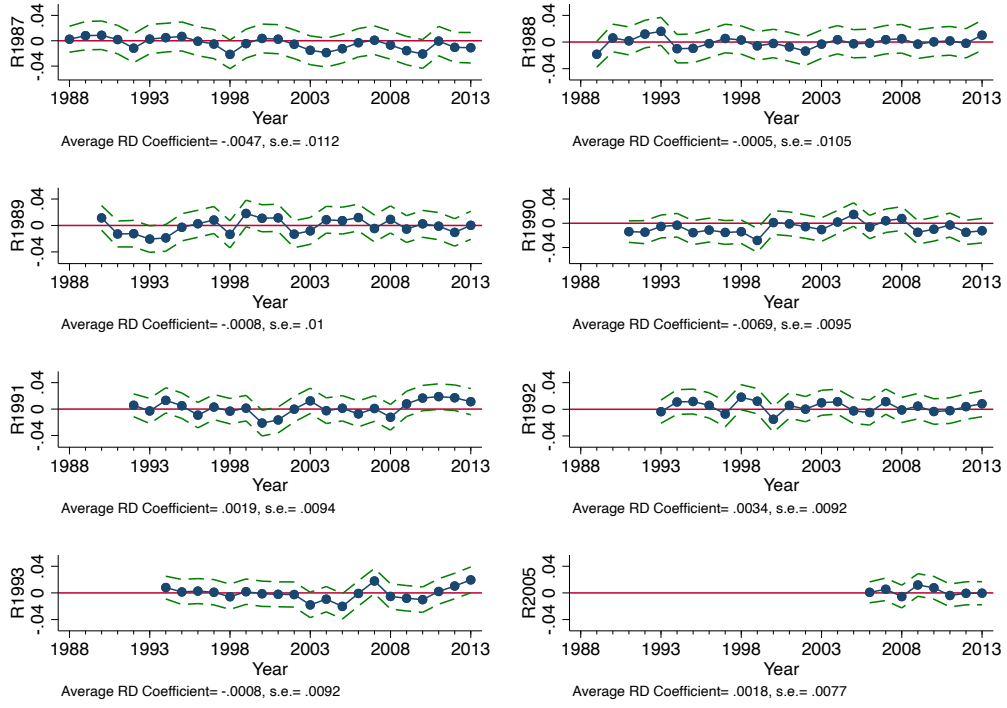 R1987
.04
0
-.04
1988 1993 1998 2003 2008 2013
Year
Average RD Coefficient= -.0047, s.e.= .0112
R1988
.04
0
-.04
1988 1993 1998 2003 2008 2013
Year
Average RD Coefficient= -.0005, s.e.= .0105
R1989
.04
0
-.04
1988 1993 1998 2003 2008 2013
Year
Average RD Coefficient= -.0008, s.e.= .01
R1990
.04
0
-.04
1988 1993 1998 2003 2008 2013
Year
Average RD Coefficient= -.0069, s.e.= .0095
R1991
.04
0
-.04
1988 1993 1998 2003 2008 2013
Year
Average RD Coefficient= .0019, s.e.= .0094
R1992
.04
0
-.04
1988 1993 1998 2003 2008 2013
Year
Average RD Coefficient= .0034, s.e.= .0092
R1993
.04
0
-.04
1988 1993 1998 2003 2008 2013
Year
Average RD Coefficient= -.0008, s.e.= .0092
R2005
.04
0
-.04
1988 1993 1998 2003 2008 2013
Year
Average RD Coefficient= .0018, s.e.= .0077